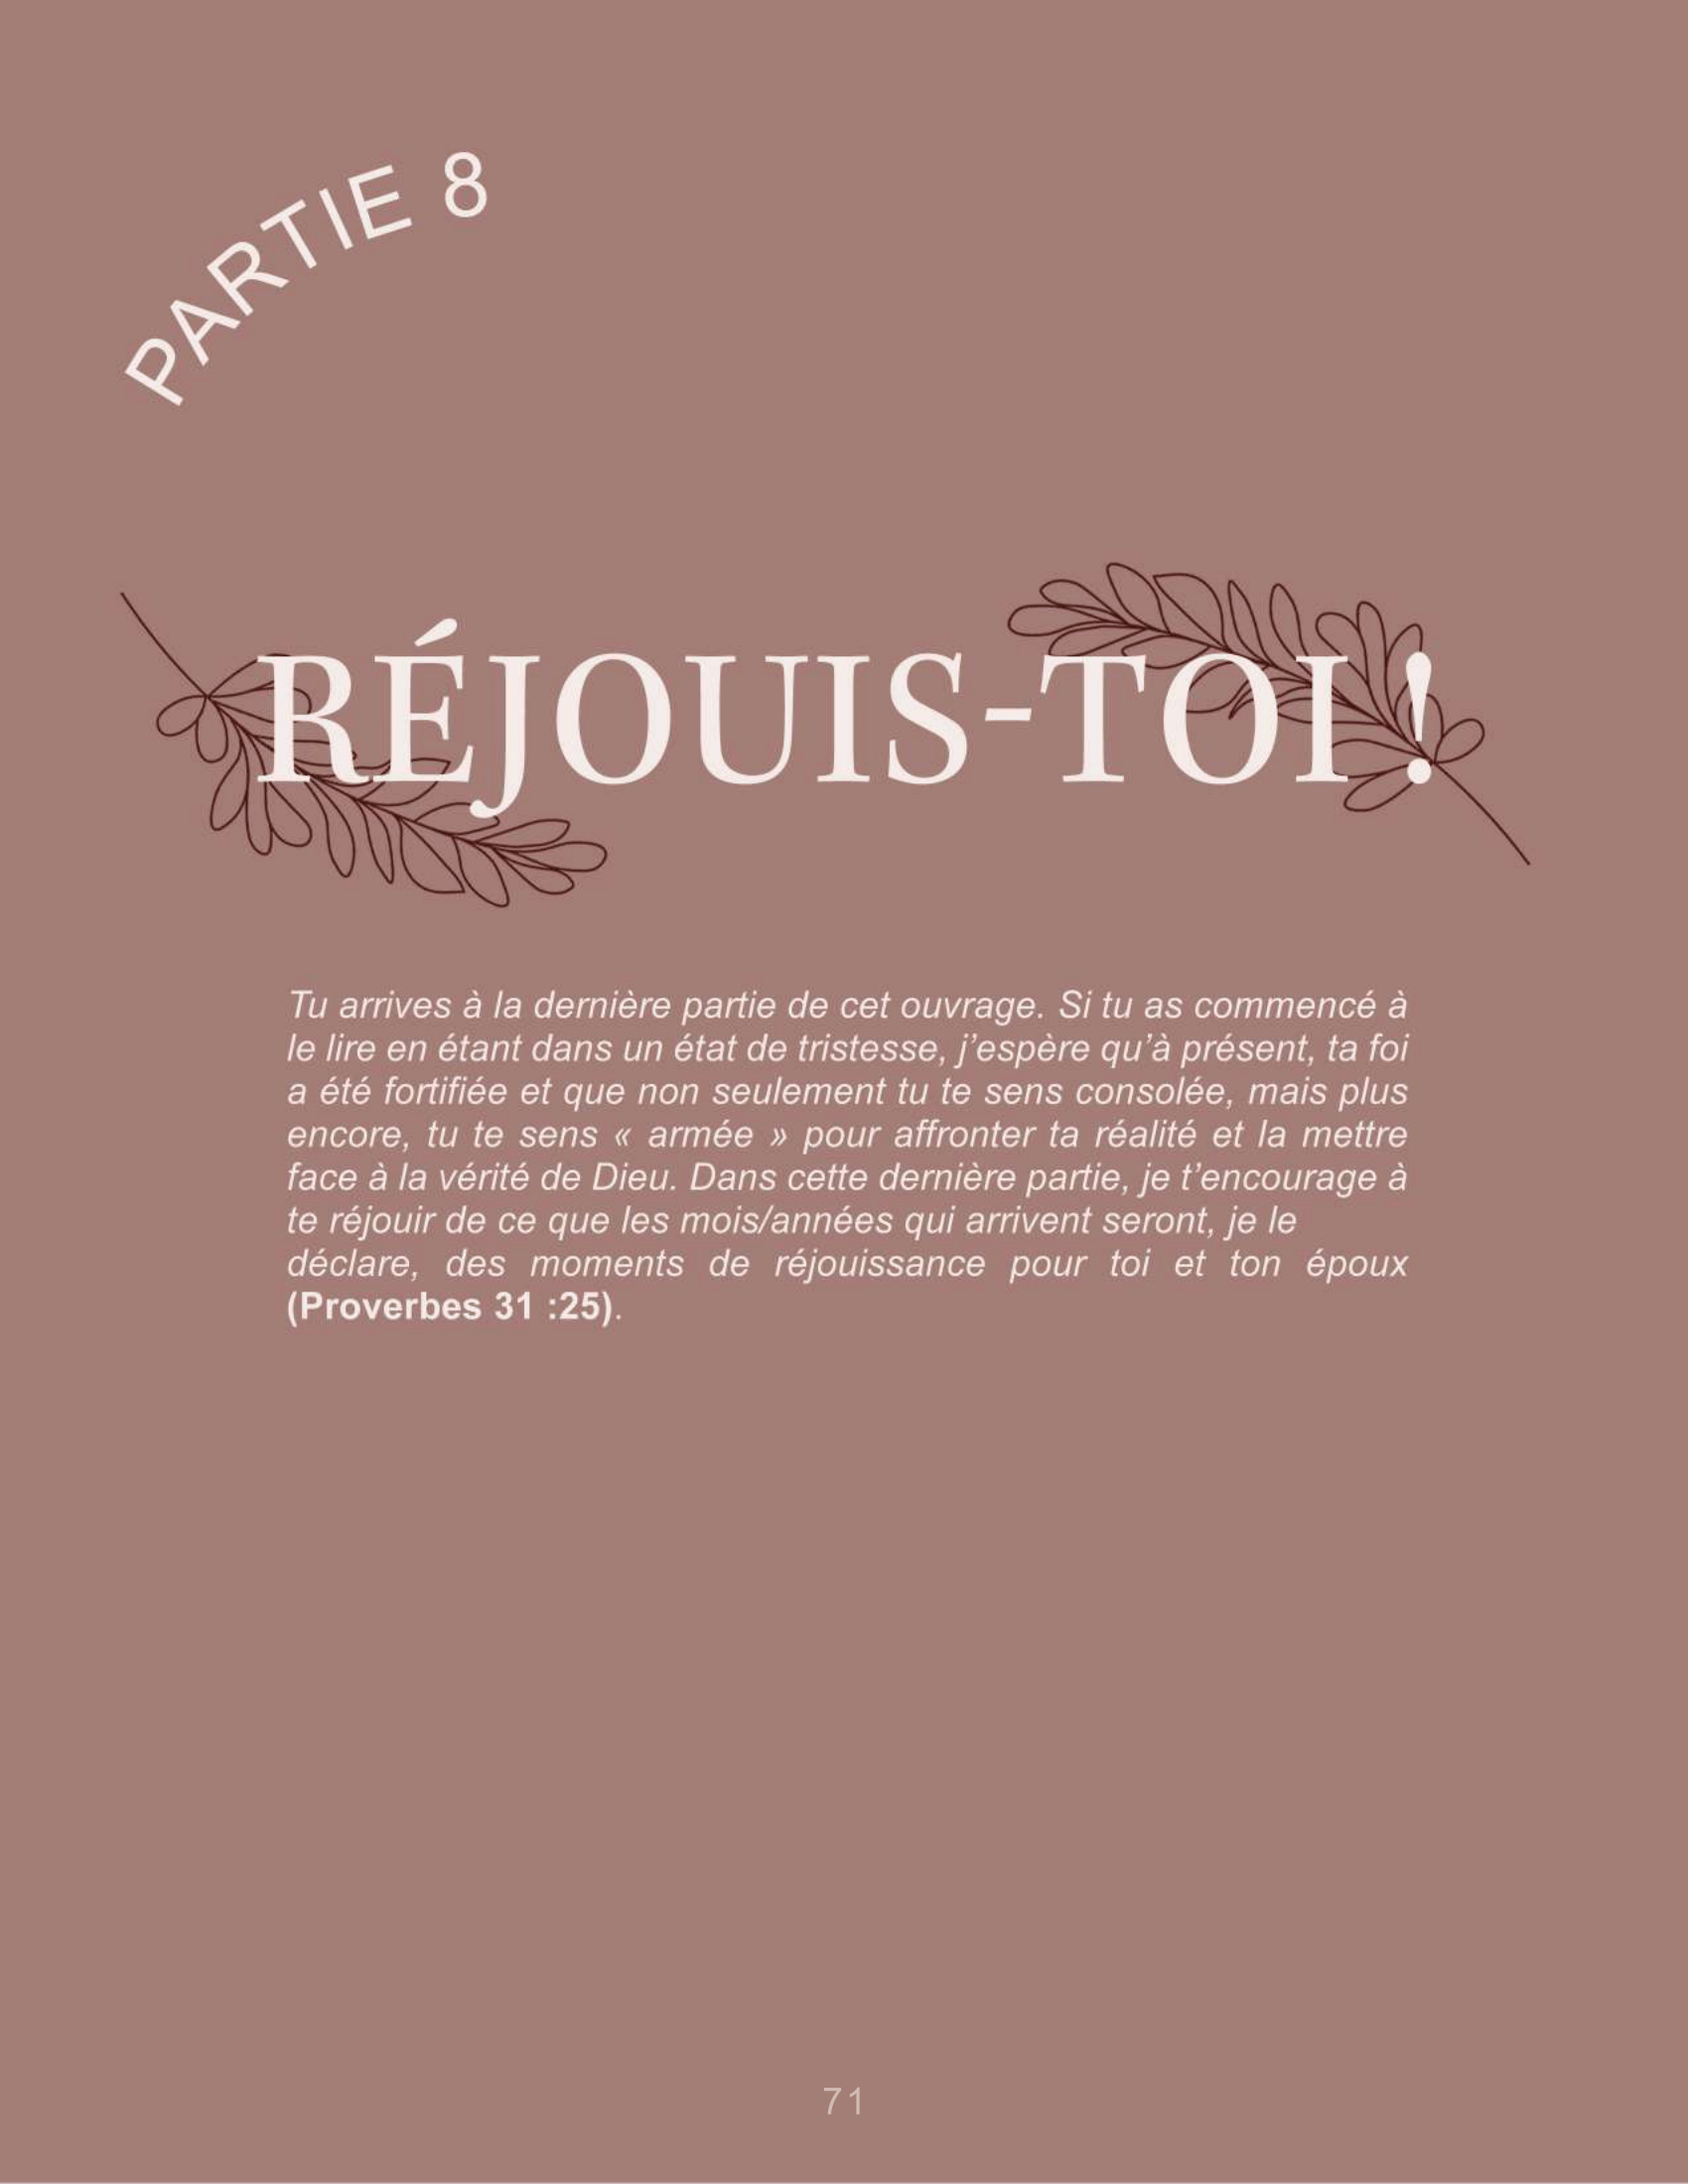 PARTIE 8
RÉJOUIS-TOI !
Tu arrives à la dernière partie de cet ouvrage. Si tu as commencé à
le lire en étant dans un état de tristesse, j’espère qu’à présent, ta foi
a été fortifiée et que non seulement tu te sens consolée, mais plus
encore, tu te sens « armée » pour affronter ta réalité et la mettre
face à la vérité de Dieu. Dans cette dernière partie, je t’encourage à
te réjouir de ce que les mois/années qui arrivent seront, je le
déclare, des moments de réjouissance pour toi et ton époux
(Proverbes 31 :25).
71